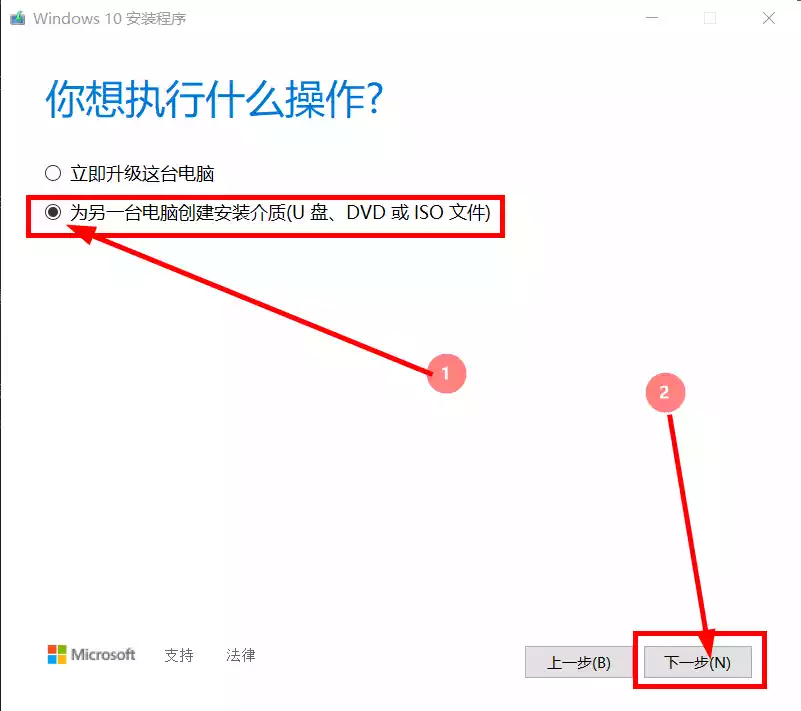 Windows 10 安装程序
你想执行什么操作?
立即升级这台电脑
为另一台电脑创建安装介质(U 盘、DVD 或 ISO 文件)
1
2
Microsoft 支持 法律
上一步(B) 下一步(N)